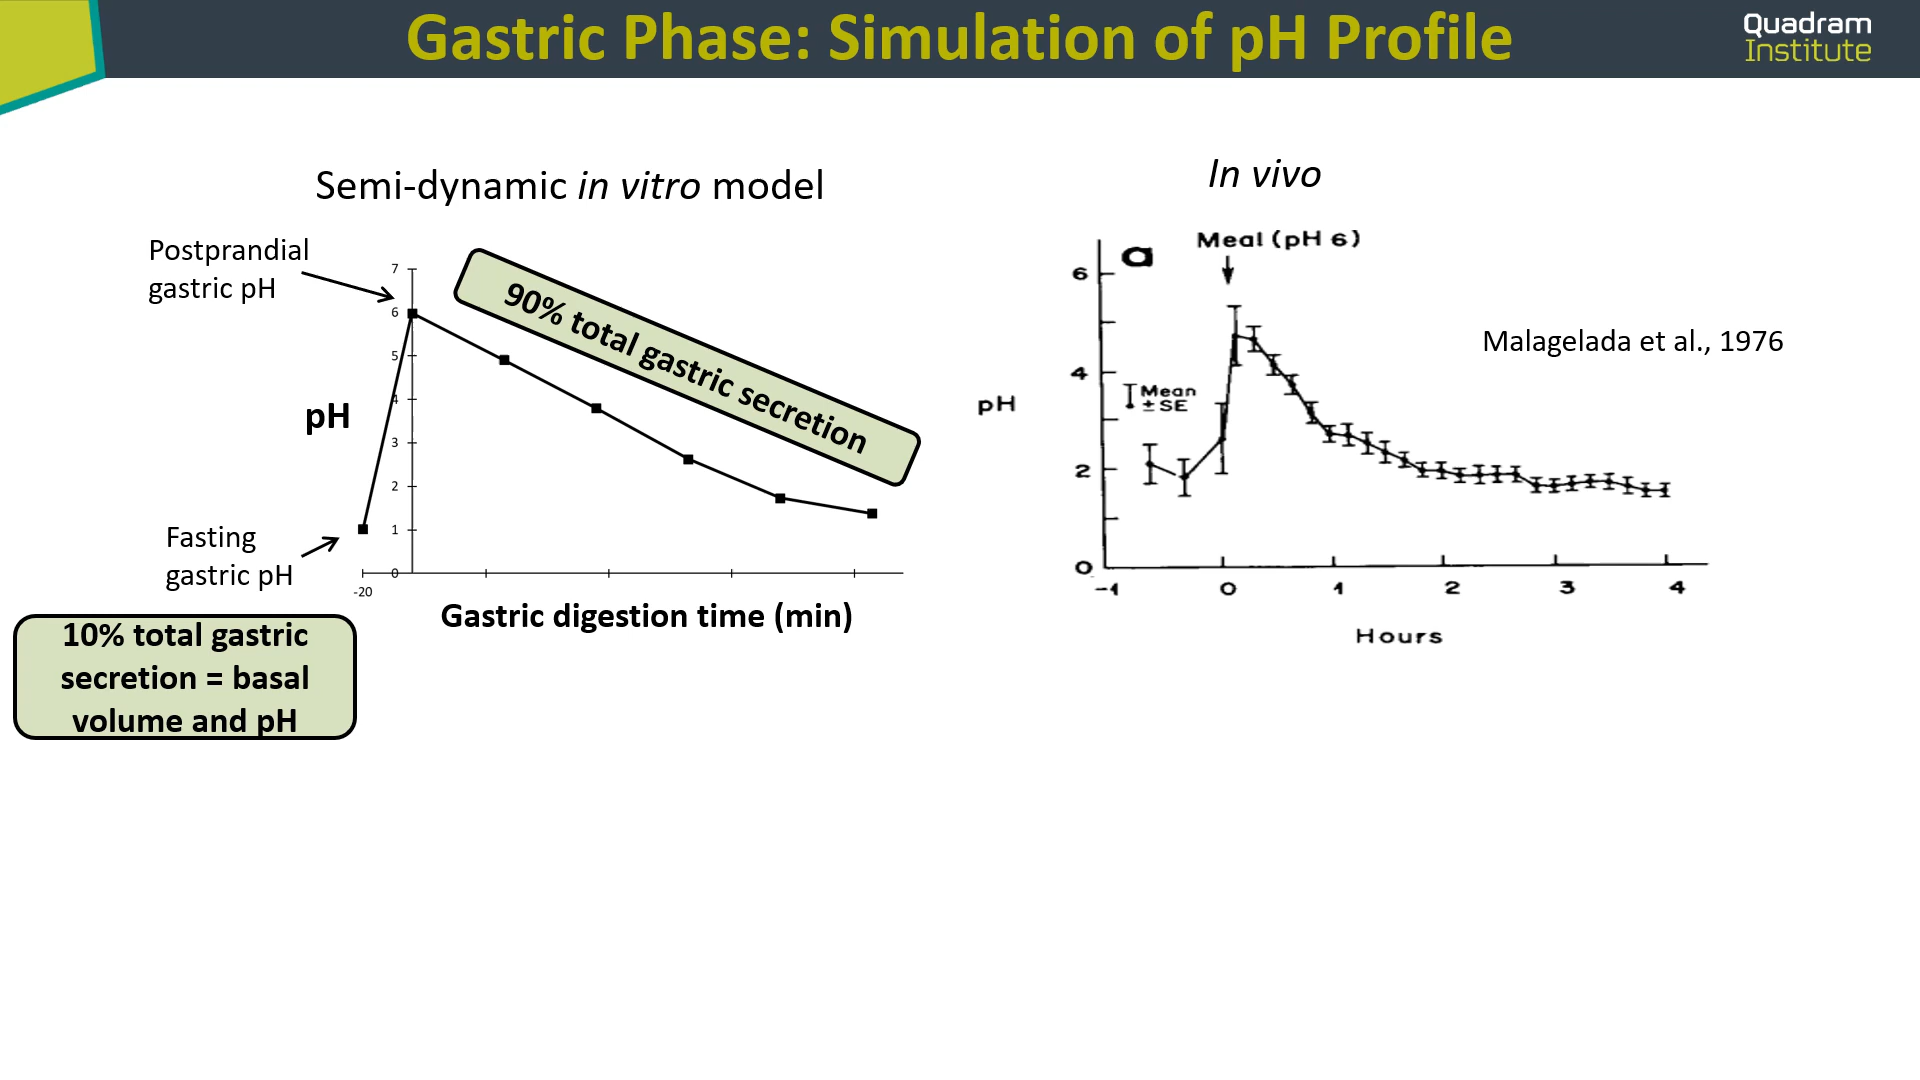 Gastric Phase: Simulation of pH Profile
Quadram
Institute
Semi-dynamic in vitro model
Postprandial
gastric pH
7
6
5
4
3
2
1
0
-20
pH
90% total gastric secretion
Fasting
gastric pH
Gastric digestion time (min)
10% total gastric
secretion = basal
volume and pH
In vivo
a
Meal (pH 6)
Malagelada et al., 1976
Mean
± SE
pH
6
4
2
0
-1 0 1 2 3 4
Hours